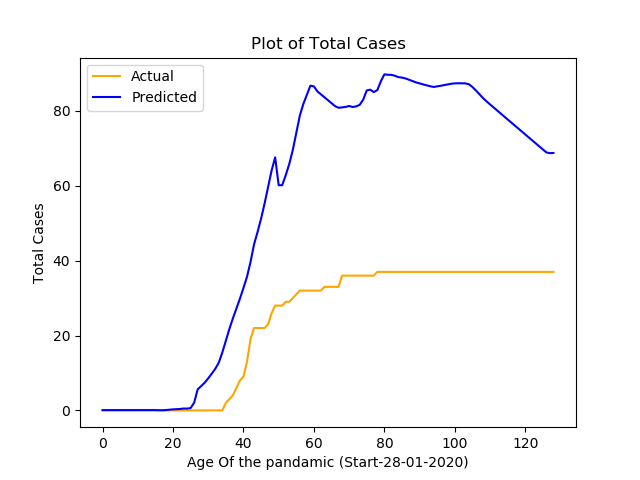 Plot of Total Cases
Actual
Predicted
Total Cases
80
60
40
20
0
0 20 40 60 80 100 120
Age Of the pandamic (Start-28-01-2020)